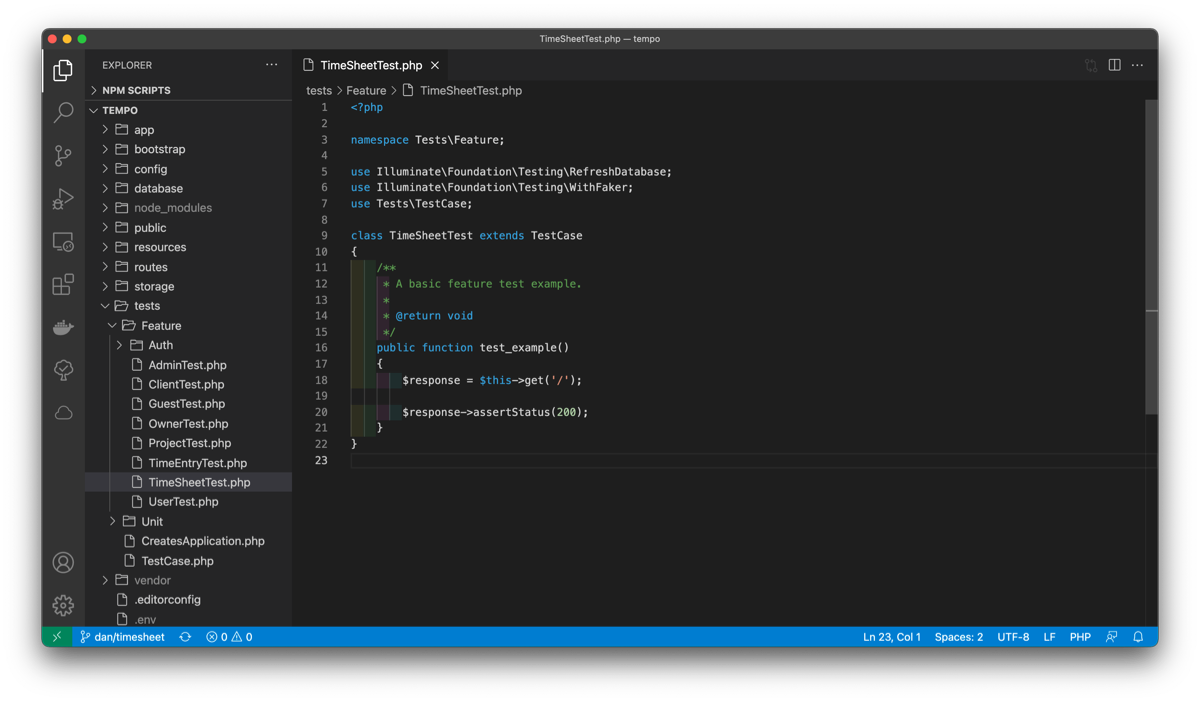 TimeSheetTest.php — tempo
EXPLORER
NPM SCRIPTS
TEMPO
app
bootstrap
config
database
node_modules
public
resources
routes
storage
tests
Feature
Auth
AdminTest.php
ClientTest.php
GuestTest.php
OwnerTest.php
ProjectTest.php
TimeEntryTest.php
TimeSheetTest.php
UserTest.php
Unit
CreatesApplication.php
TestCase.php
vendor
.editorconfig
.env
TimeSheetTest.php
tests > Feature > TimeSheetTest.php
1 <?php
2
3 namespace Tests\Feature;
4
5 use Illuminate\Foundation\Testing\RefreshDatabase;
6 use Illuminate\Foundation\Testing\WithFaker;
7 use Tests\TestCase;
8
9 class TimeSheetTest extends TestCase
10 {
11     /**
12      * A basic feature test example.
13      *
14      * @return void
15      */
16     public function test_example()
17     {
18         $response = $this->get('/');
19
20         $response->assertStatus(200);
21     }
22 }
23
dan/timesheet 0 0 Ln 23, Col 1 Spaces: 2 UTF-8 LF PHP